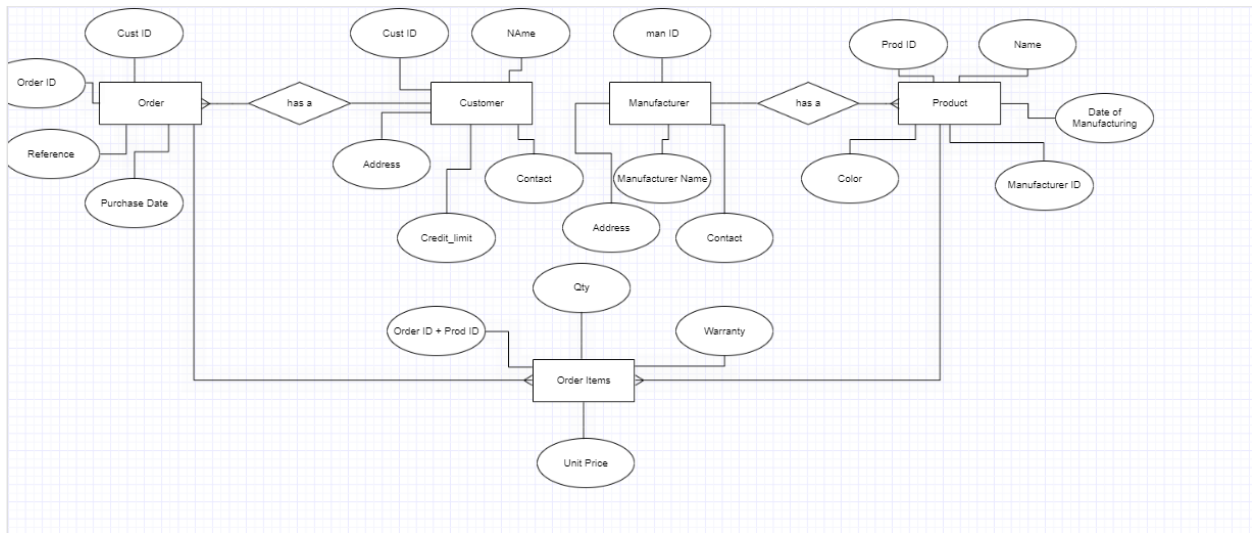 Cust ID
Cust ID
NAme
man ID
Prod ID
Name
Order ID
Order
has a
Customer
Manufacturer
has a
Product
Date of
Manufacturing
Reference
Address
Contact
Manufacturer Name
Color
Manufacturer ID
Purchase Date
Credit_limit
Address
Contact
Qty
Order ID + Prod ID
Warranty
Order Items
Unit Price